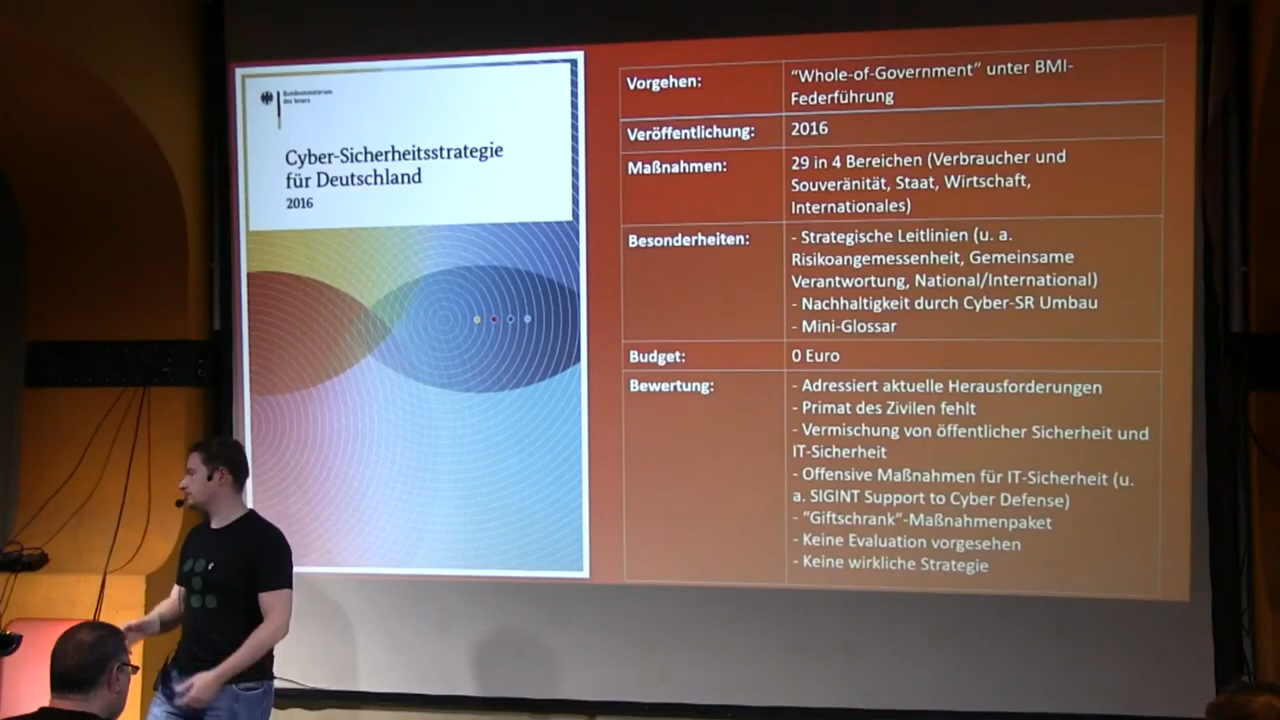 Bundesministerium
des Innern
Cyber-Sicherheitsstrategie
für Deutschland
2016
Vorgehen:
“Whole-of-Government” unter BMI-
Federführung
Veröffentlichung:
2016
Maßnahmen:
29 in 4 Bereichen (Verbraucher und
Souveränität, Staat, Wirtschaft,
Internationales)
Besonderheiten:
- Strategische Leitlinien (u. a.
Risikoangemessenheit, Gemeinsame
Verantwortung, National/International)
- Nachhaltigkeit durch Cyber-SR Umbau
- Mini-Glossar
Budget:
0 Euro
Bewertung:
- Adressiert aktuelle Herausforderungen
- Primat des Zivilen fehlt
- Vermischung von öffentlicher Sicherheit und
IT-Sicherheit
- Offensive Maßnahmen für IT-Sicherheit (u.
a. SIGINT Support to Cyber Defense)
- “Giftschrank”-Maßnahmenpaket
- Keine Evaluation vorgesehen
- Keine wirkliche Strategie